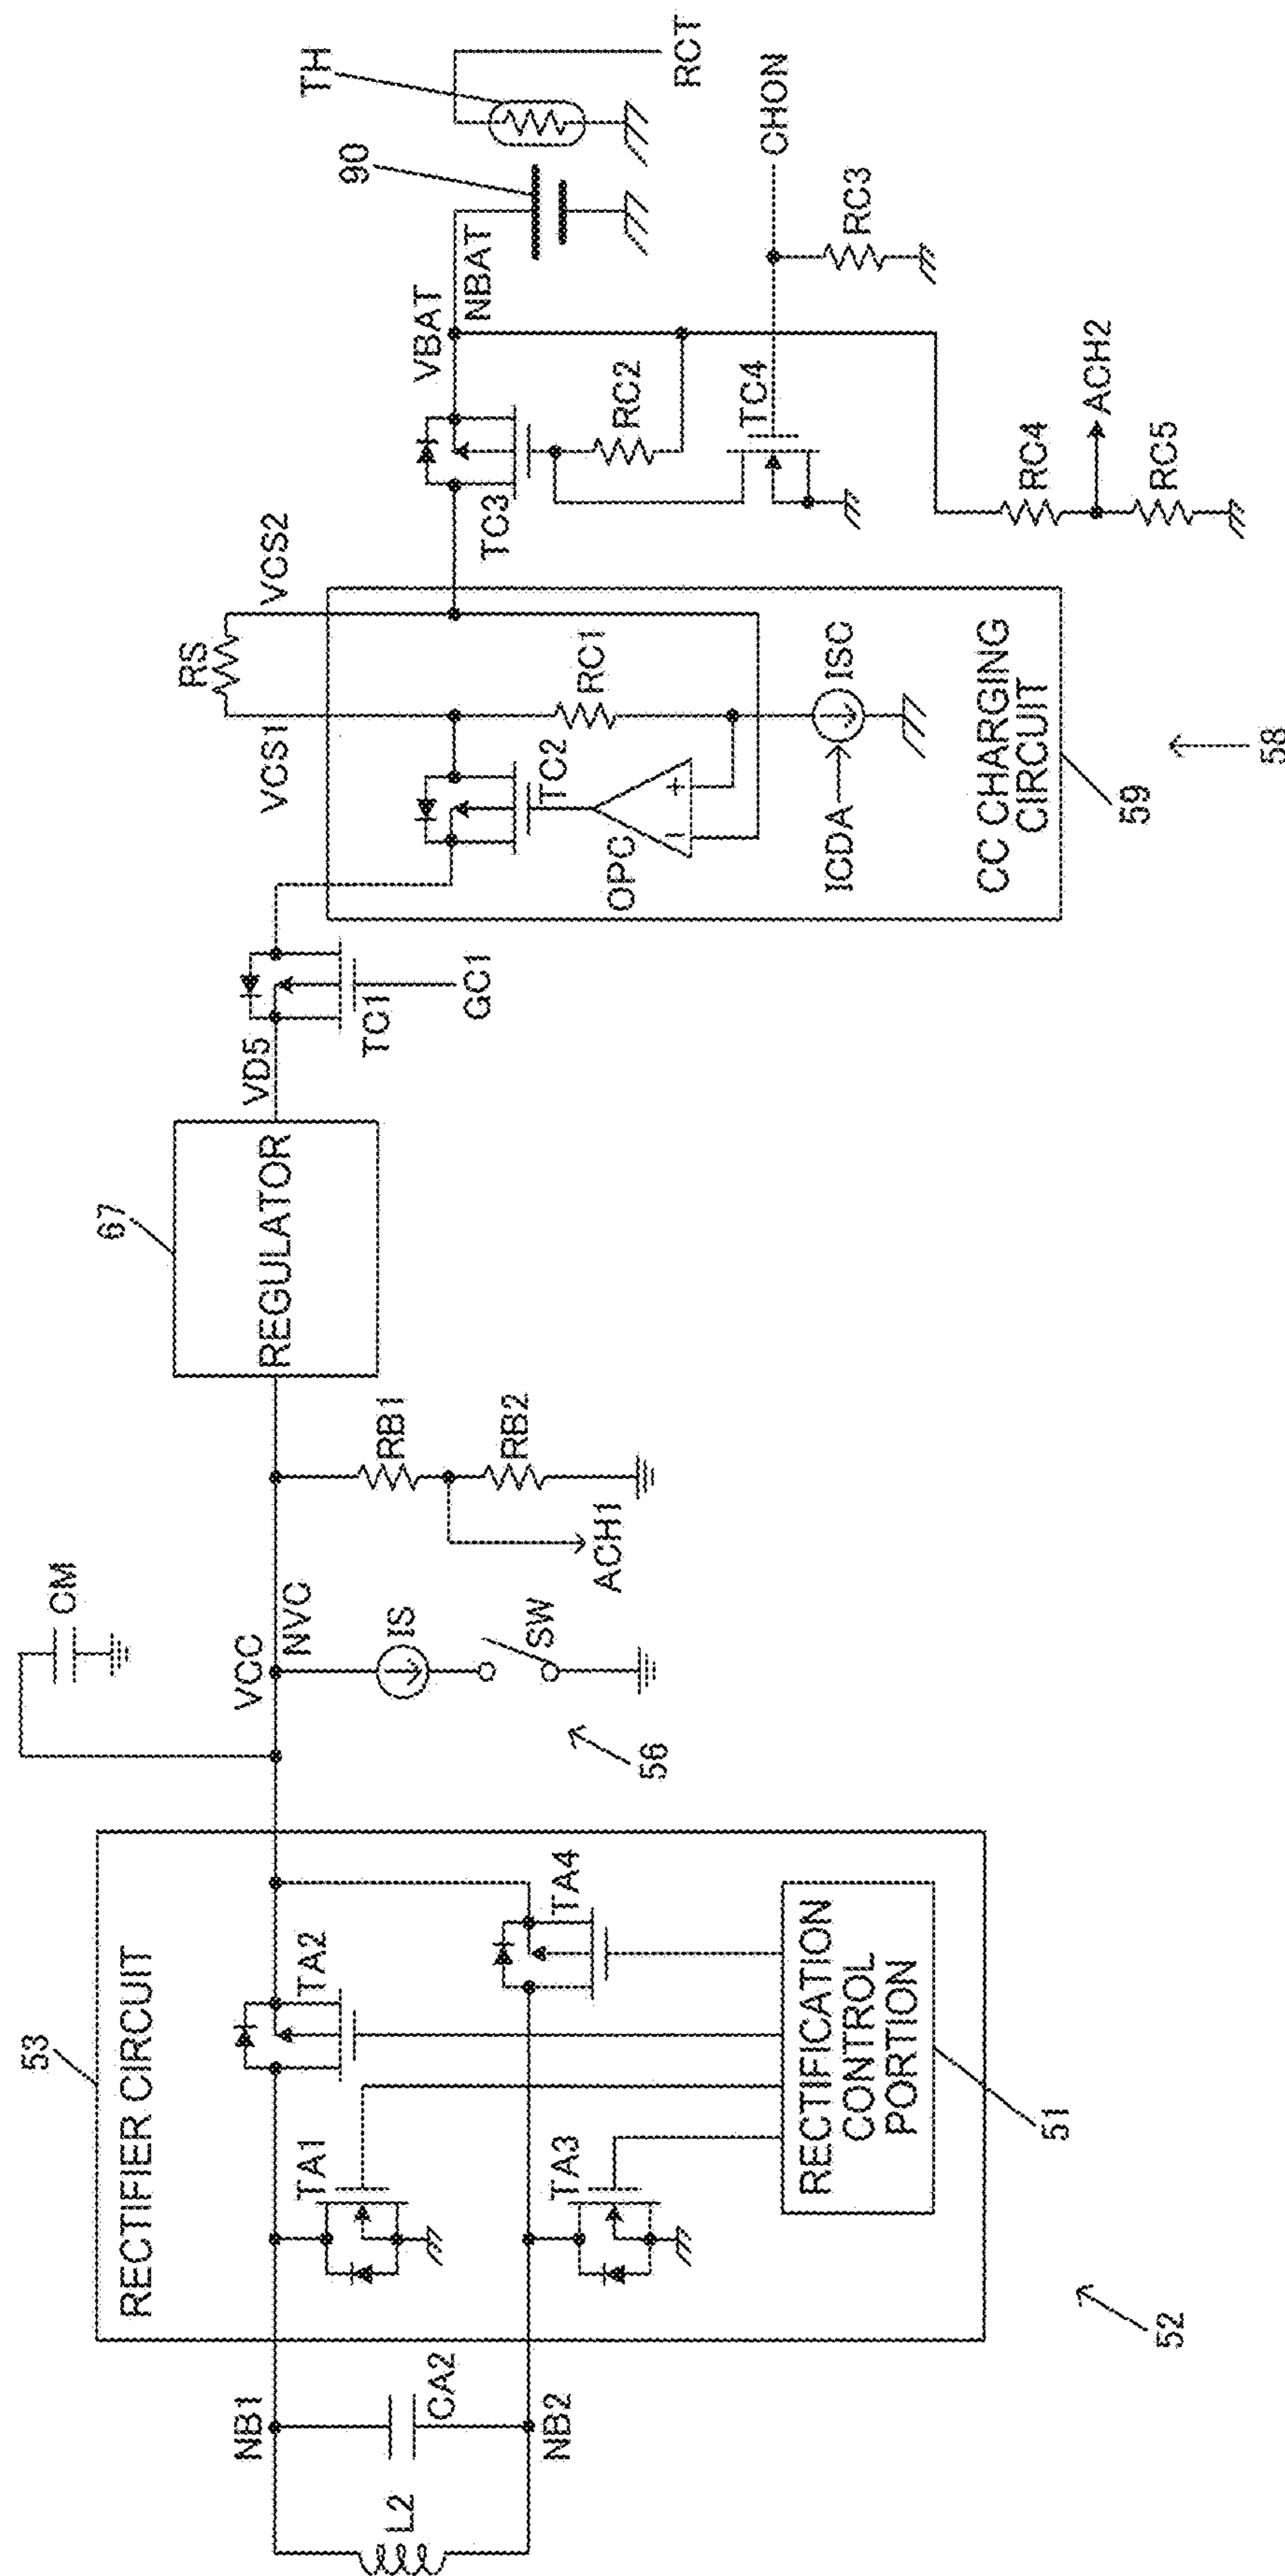 53
RECTIFIER CIRCUIT
NB1
L2
CA2
NB2
TA1
TA2
TA3
TA4
RECTIFICATION
CONTROL
PORTION
51
52
CM
VCC
NVC
IS
SW
56
RB1
RB2
ACH1
67
REGULATOR
VD5
TC1
GC1
RS
VCS1
VCS2
TC2
RC1
OPC
+
−
ICDA
ISC
CC CHARGING
CIRCUIT
59
58
TC3
VBAT
NBAT
RC2
TC4
90
TH
RCT
CHON
RC3
RC4
ACH2
RC5